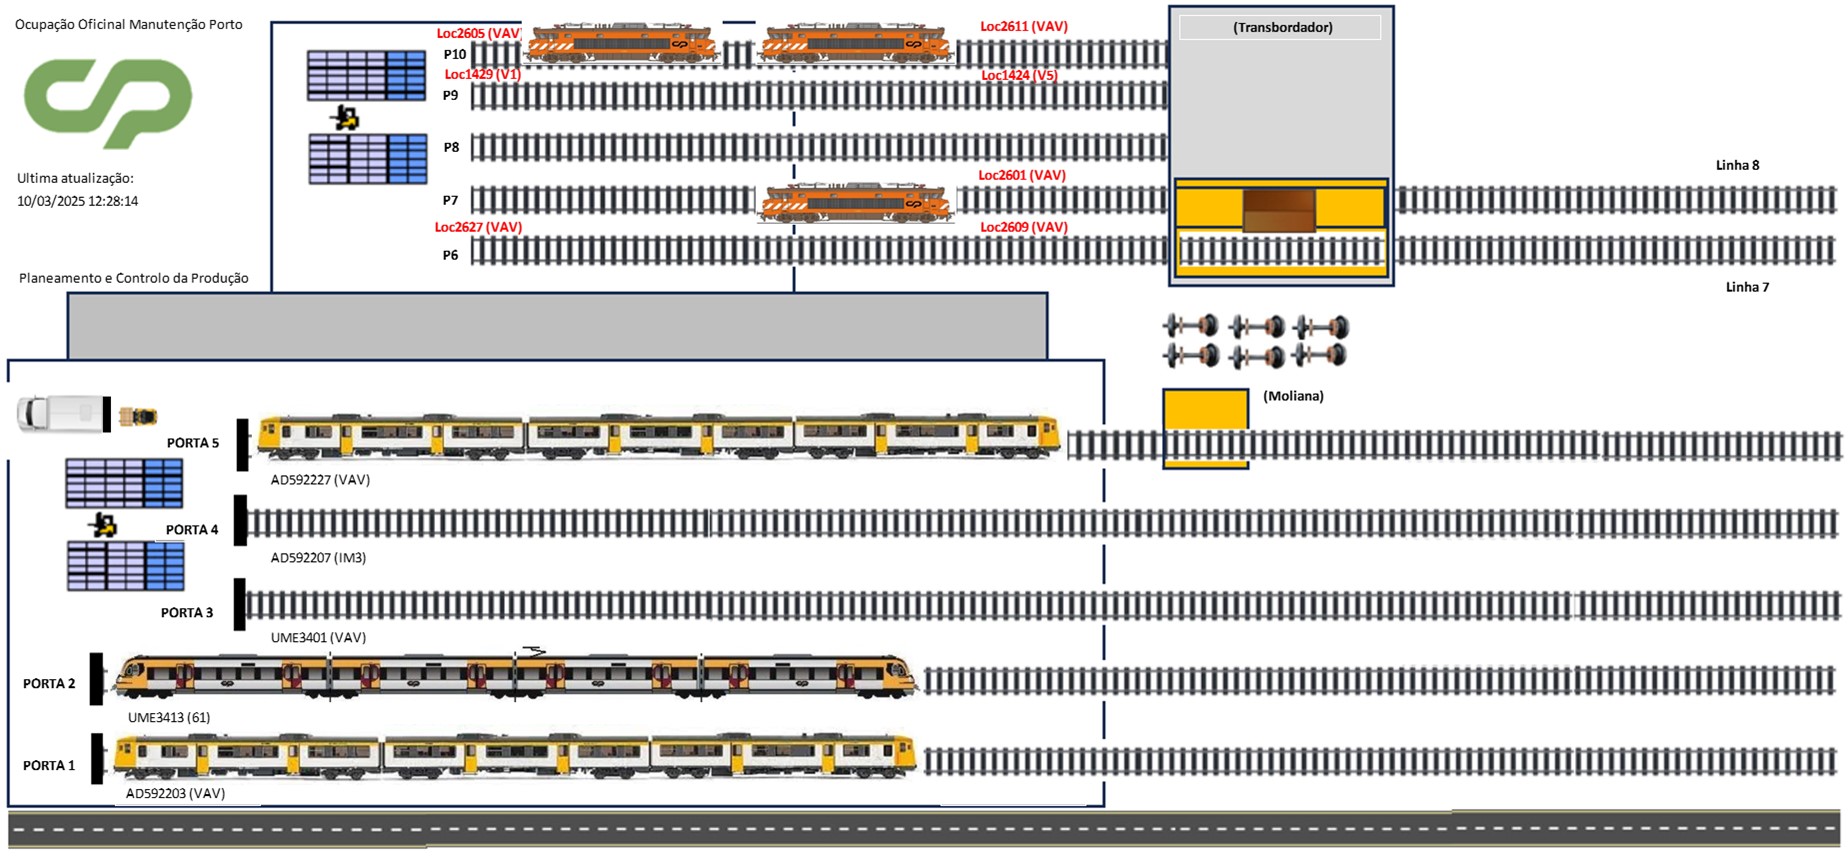 Ocupação Oficinal Manutenção Porto
cp
Ultima atualização:
10/03/2025 12:28:14
Planeamento e Controlo da Produção
Loc2605 (VAV)
Loc2611 (VAV)
P10
Loc1429 (V1)
Loc1424 (V5)
P9
P8
Loc2601 (VAV)
P7
Loc2627 (VAV)
Loc2609 (VAV)
P6
(Transbordador)
Linha 8
Linha 7
(Moliana)
PORTA 5
AD592227 (VAV)
PORTA 4
AD592207 (IM3)
PORTA 3
UME3401 (VAV)
PORTA 2
UME3413 (61)
PORTA 1
AD592203 (VAV)